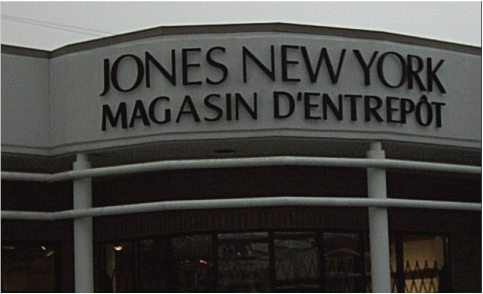 JONES NEW YORK
MAGASIN D'ENTREPÔT